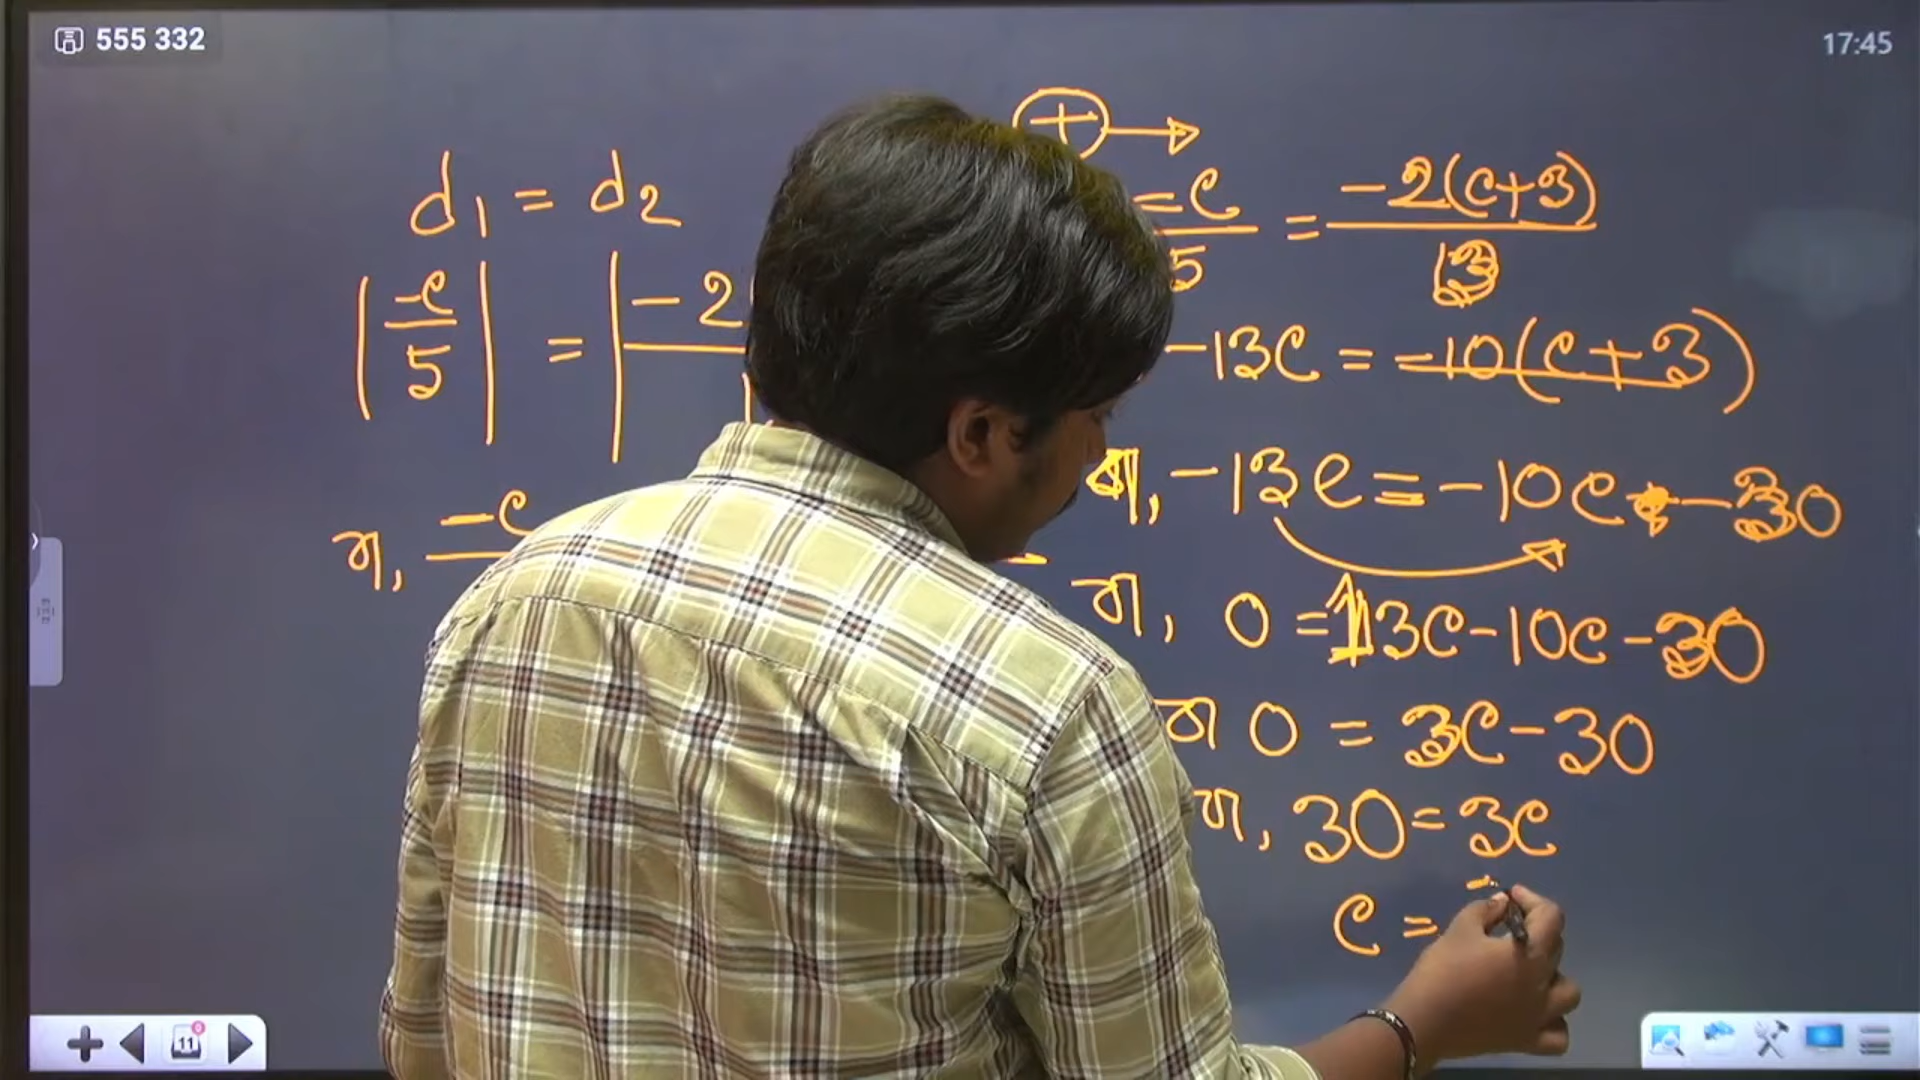 555 332
17:45
d₁ = d₂
|-c/5| = |-2
বা, -c
+ →
-c/5 = -2(c+3)/13
-13c = -10(c+3)
বা, -13c = -10c - 30
বা, 0 = 13c-10c-30
বা 0 = 3c-30
বা, 30 = 3c
c =
11